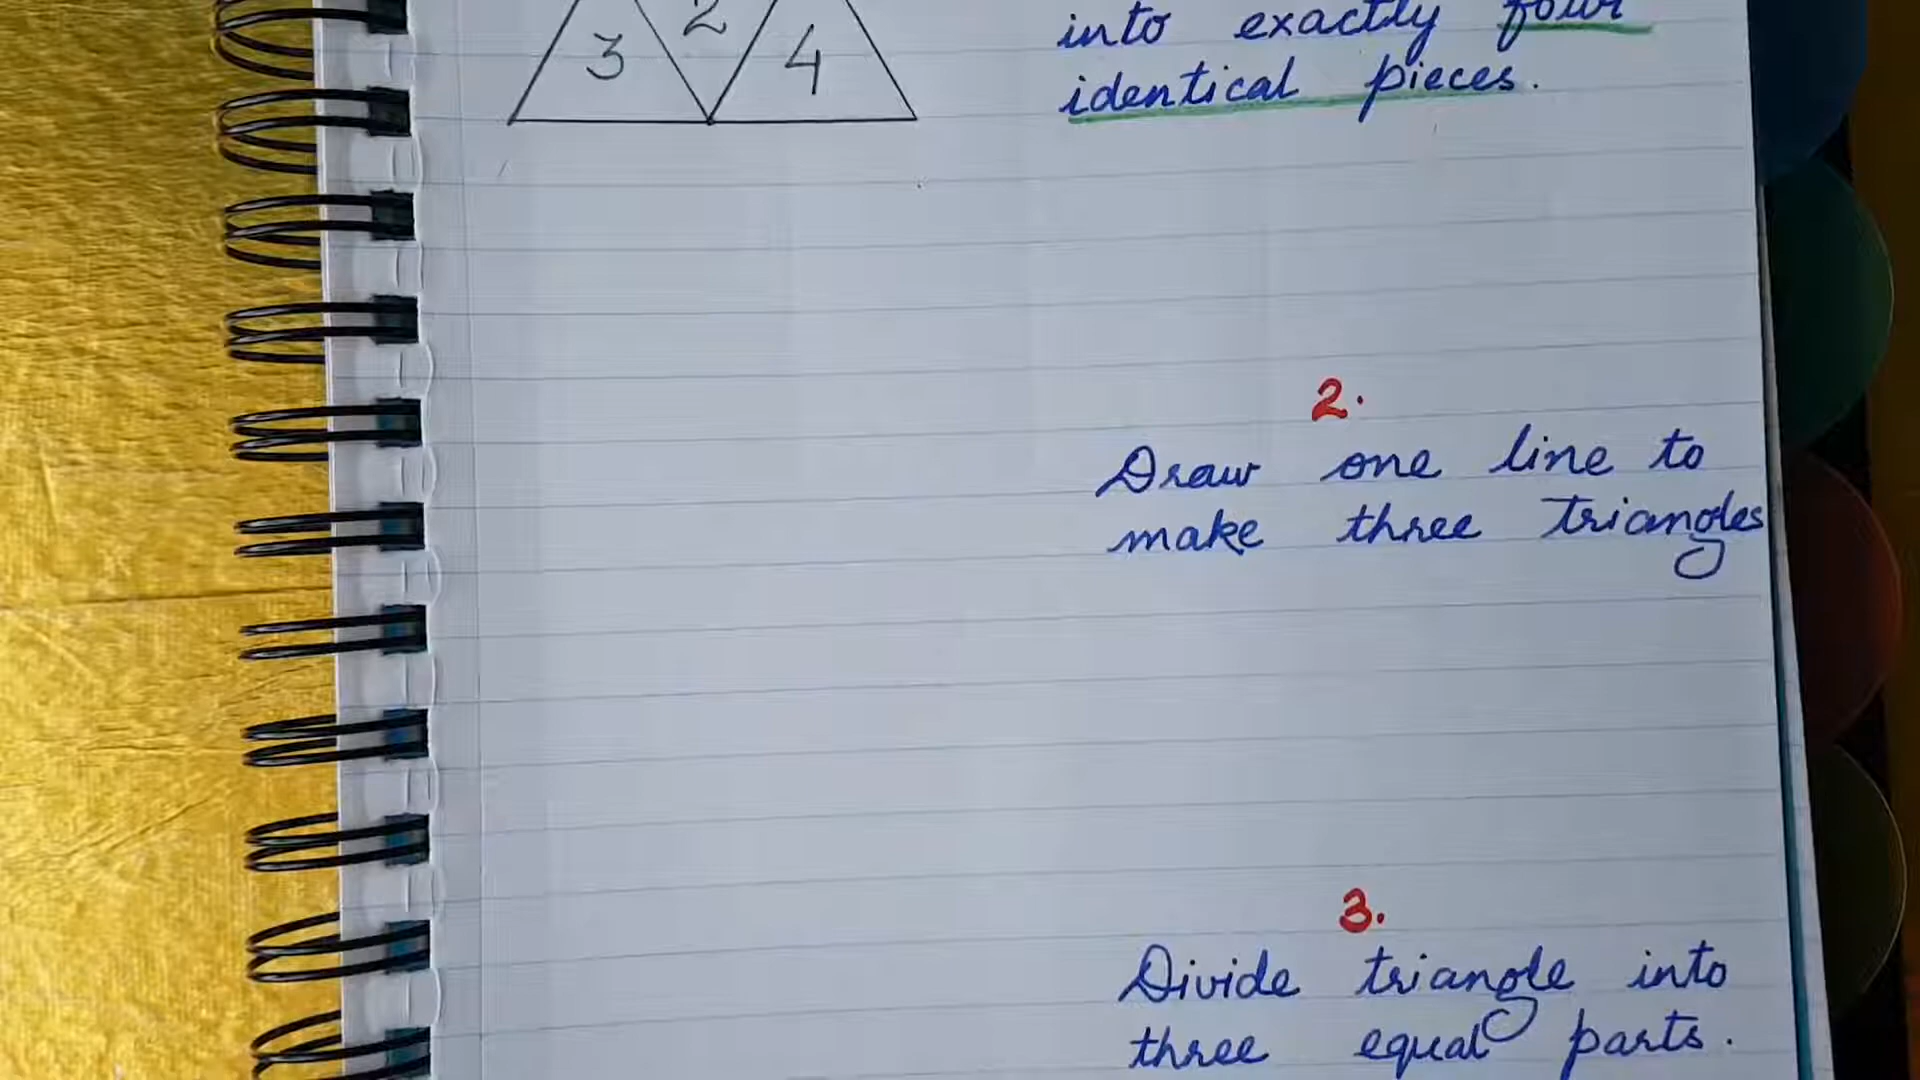 3 2 4
into exactly four
identical pieces.
2.
Draw one line to
make three triangles
3.
Divide triangle into
three equal parts.